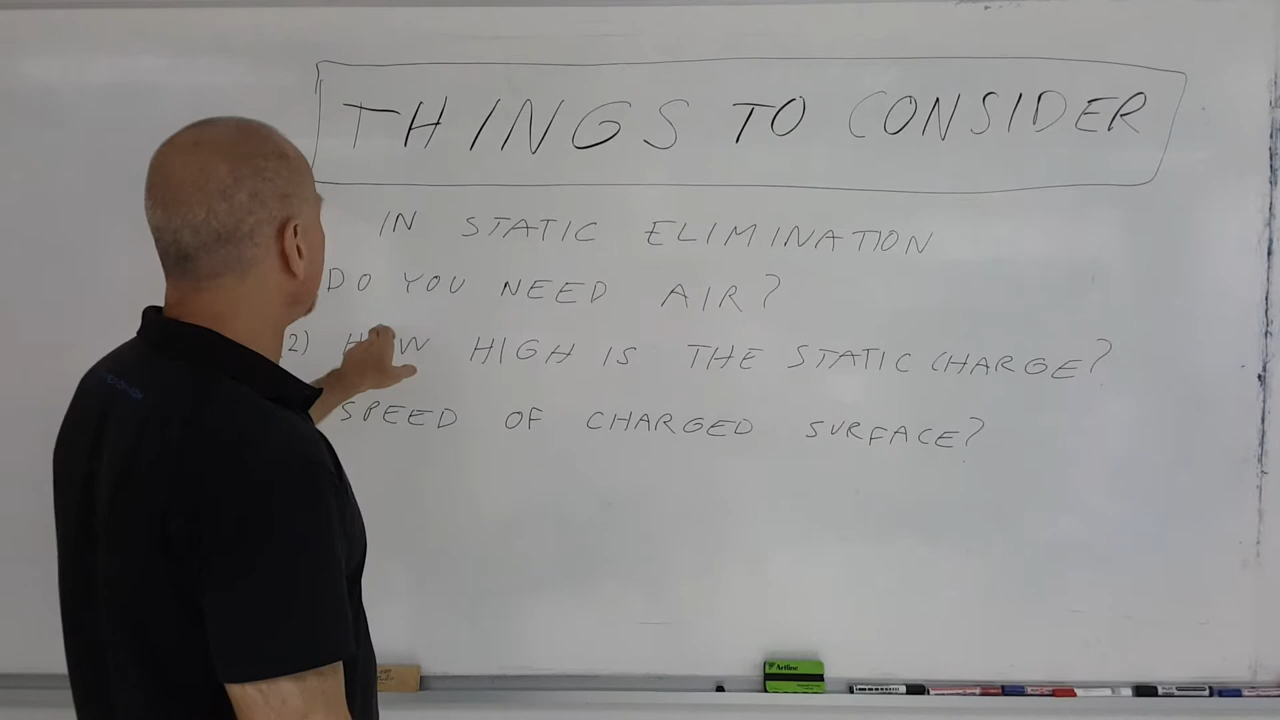 THINGS TO CONSIDER
IN STATIC ELIMINATION
DO YOU NEED AIR?
2) HOW HIGH IS THE STATIC CHARGE?
SPEED OF CHARGED SURFACE?
Artline